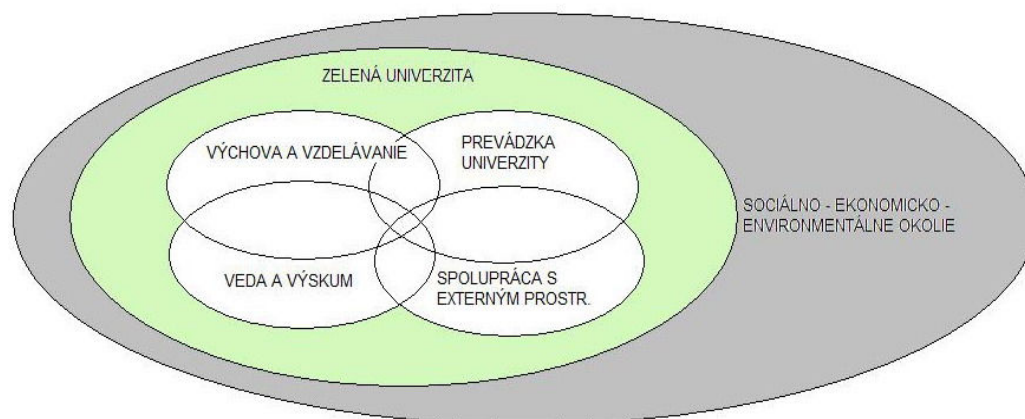 ZELENÁ UNIVERZITA
VÝCHOVA A VZDELÁVANIE
PREVÁDZKA
UNIVERZITY
SOCIÁLNO - EKONOMICKO -
ENVIRONMENTÁLNE OKOLIE
VEDA A VÝSKUM
SPOLUPRÁCA S
EXTERNÝM PROSTR.